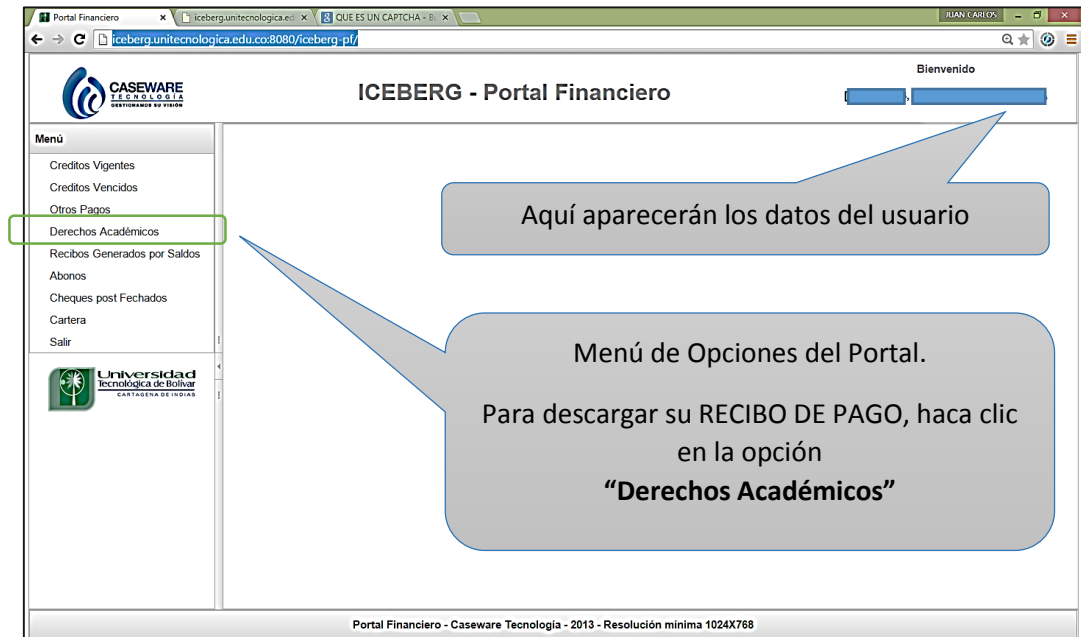 Portal Financiero
iceberg.unitecnologica.ed
QUE ES UN CAPTCHA - B
JUAN CARLOS
iceberg.unitecnologica.edu.co:8080/iceberg-pf/
CASEWARE
TECNOLOGÍA
GESTIONAMOS SU VISIÓN
ICEBERG - Portal Financiero
Bienvenido
Menú
Creditos Vigentes
Creditos Vencidos
Otros Pagos
Derechos Académicos
Recibos Generados por Saldos
Abonos
Cheques post Fechados
Cartera
Salir
Universidad
Tecnológica de Bolívar
CARTAGENA DE INDIAS
Aquí aparecerán los datos del usuario
Menú de Opciones del Portal.
Para descargar su RECIBO DE PAGO, haca clic
en la opción
“Derechos Académicos”
Portal Financiero - Caseware Tecnología - 2013 - Resolución mínima 1024X768